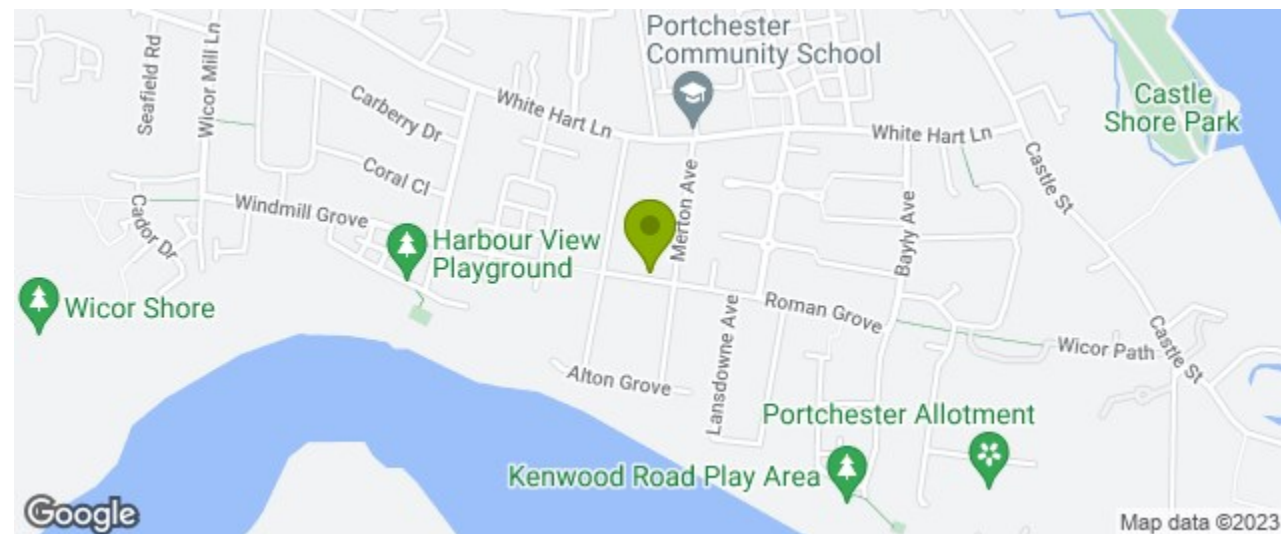 Portchester
Community School
Castle
Shore Park
Seafield Rd
Wicor Mill Ln
Carberry Dr
White Hart Ln
White Hart Ln
Castle St
Coral Cl
Merton Ave
Bayly Ave
Windmill Grove
Cador Dr
Harbour View
Playground
Wicor Shore
Roman Grove
Wicor Path
Castle St
Alton Grove
Lansdowne Ave
Portchester Allotment
Kenwood Road Play Area
Google
Map data ©2023